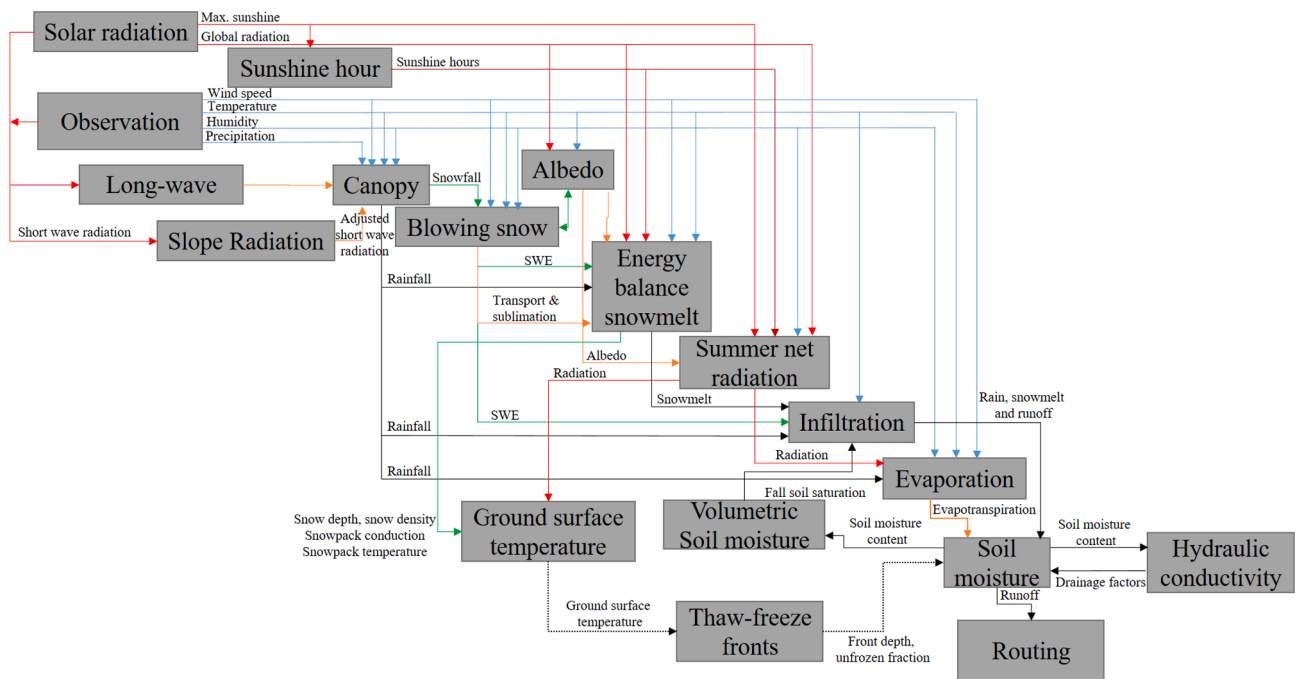 Max. sunshine
Solar radiation
Global radiation
Sunshine hour
Sunshine hours
Wind speed
Temperature
Observation
Humidity
Precipitation
Albedo
Long-wave
Canopy
Snowfall
Blowing snow
Short wave radiation
Slope Radiation
Adjusted
short wave
radiation
SWE
Energy
balance
snowmelt
Rainfall
Transport &
sublimation
Summer net
radiation
Albedo
Radiation
Snowmelt
Rain, snowmelt
and runoff
SWE
Infiltration
Rainfall
Radiation
Rainfall
Evaporation
Fall soil saturation
Evapotranspiration
Snow depth, snow density
Snowpack conduction
Snowpack temperature
Ground surface
temperature
Volumetric
Soil moisture
Soil moisture
content
Soil
moisture
Soil moisture
content
Drainage factors
Hydraulic
conductivity
Runoff
Ground surface
temperature
Thaw-freeze
fronts
Front depth,
unfrozen fraction
Routing